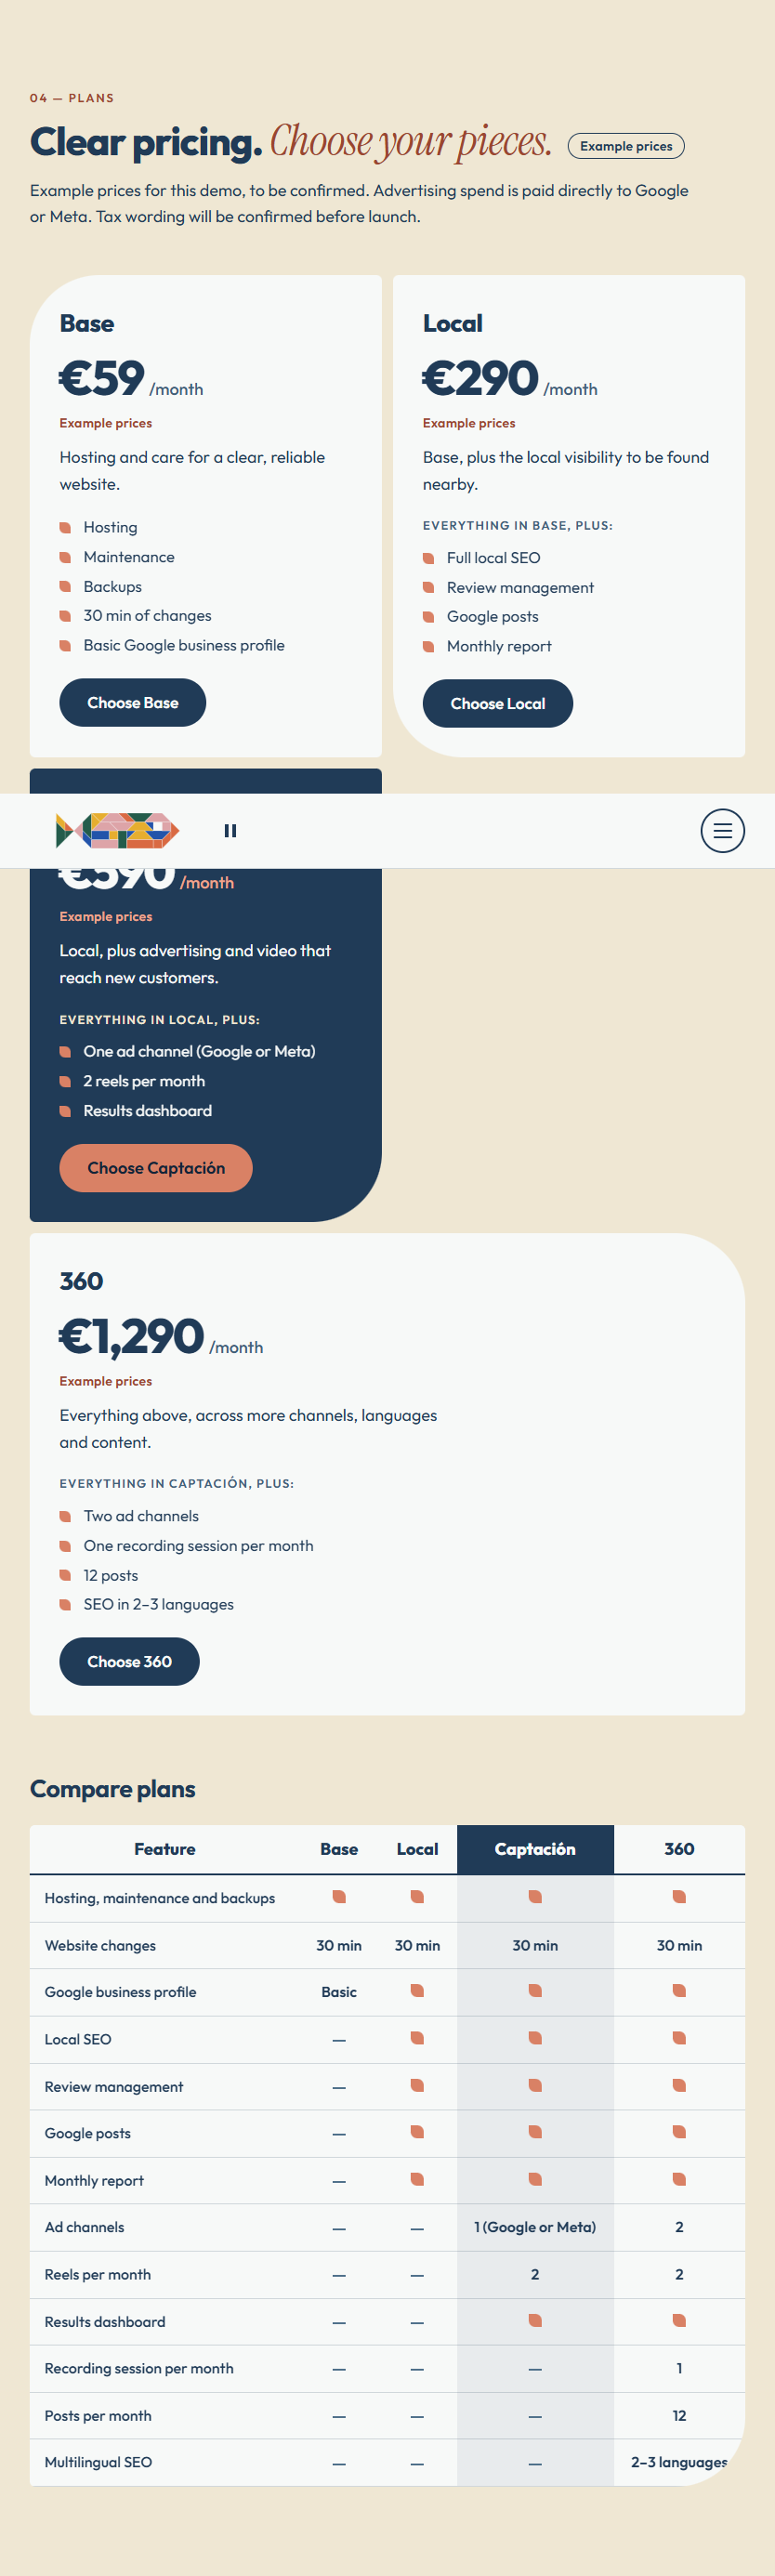 04 — PLANS
Clear pricing. Choose your pieces. Example prices
Example prices for this demo, to be confirmed. Advertising spend is paid directly to Google
or Meta. Tax wording will be confirmed before launch.
Base
€59 /month
Example prices
Hosting and care for a clear, reliable
website.
Hosting
Maintenance
Backups
30 min of changes
Basic Google business profile
Choose Base
Local
€290 /month
Example prices
Base, plus the local visibility to be found
nearby.
EVERYTHING IN BASE, PLUS:
Full local SEO
Review management
Google posts
Monthly report
Choose Local
€590 /month
Example prices
Local, plus advertising and video that
reach new customers.
EVERYTHING IN LOCAL, PLUS:
One ad channel (Google or Meta)
2 reels per month
Results dashboard
Choose Captación
360
€1,290 /month
Example prices
Everything above, across more channels, languages
and content.
EVERYTHING IN CAPTACIÓN, PLUS:
Two ad channels
One recording session per month
12 posts
SEO in 2–3 languages
Choose 360
Compare plans
Feature Base Local Captación 360
Hosting, maintenance and backups
Website changes 30 min 30 min 30 min 30 min
Google business profile Basic
Local SEO —
Review management —
Google posts —
Monthly report —
Ad channels — — 1 (Google or Meta) 2
Reels per month — — 2 2
Results dashboard — —
Recording session per month — — — 1
Posts per month — — — 12
Multilingual SEO — — — 2–3 languages